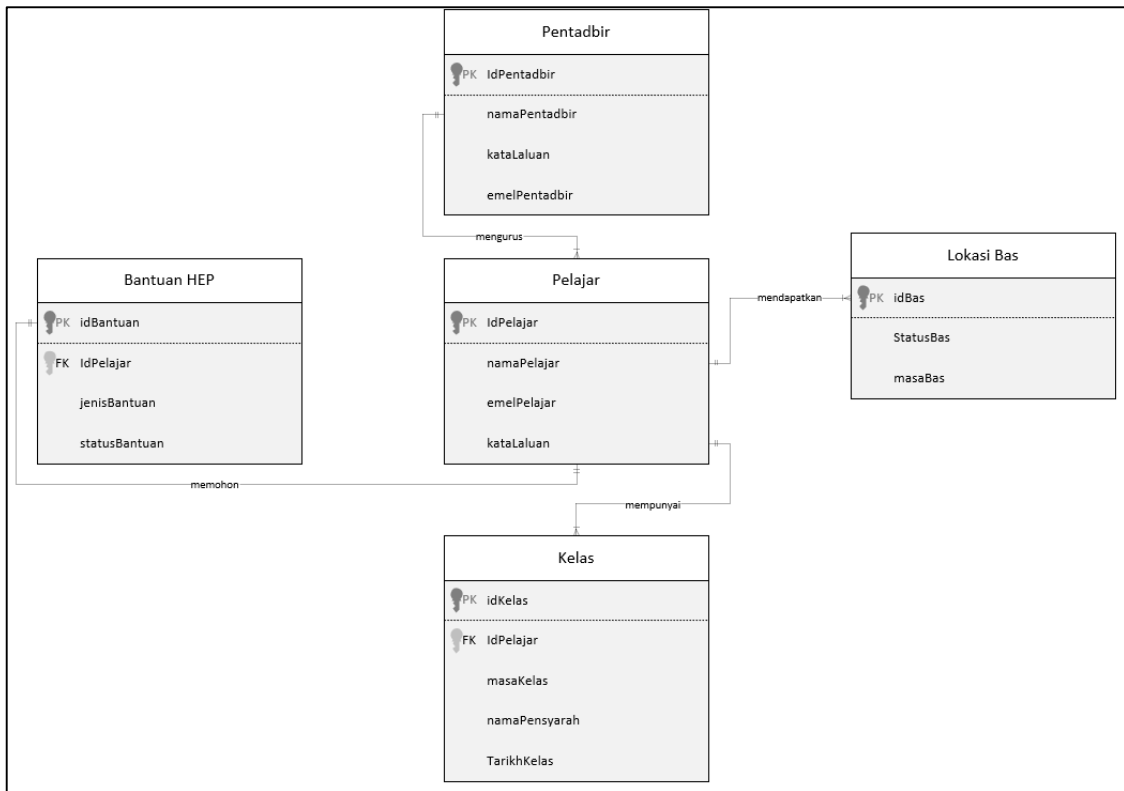 Pentadbir
PK IdPentadbir
namaPentadbir
kataLaluan
emelPentadbir
mengurus
Bantuan HEP
PK idBantuan
FK IdPelajar
jenisBantuan
statusBantuan
memohon
Pelajar
PK IdPelajar
namaPelajar
emelPelajar
kataLaluan
mendapatkan
Lokasi Bas
PK idBas
StatusBas
masaBas
mempunyai
Kelas
PK idKelas
FK IdPelajar
masaKelas
namaPensyarah
TarikhKelas